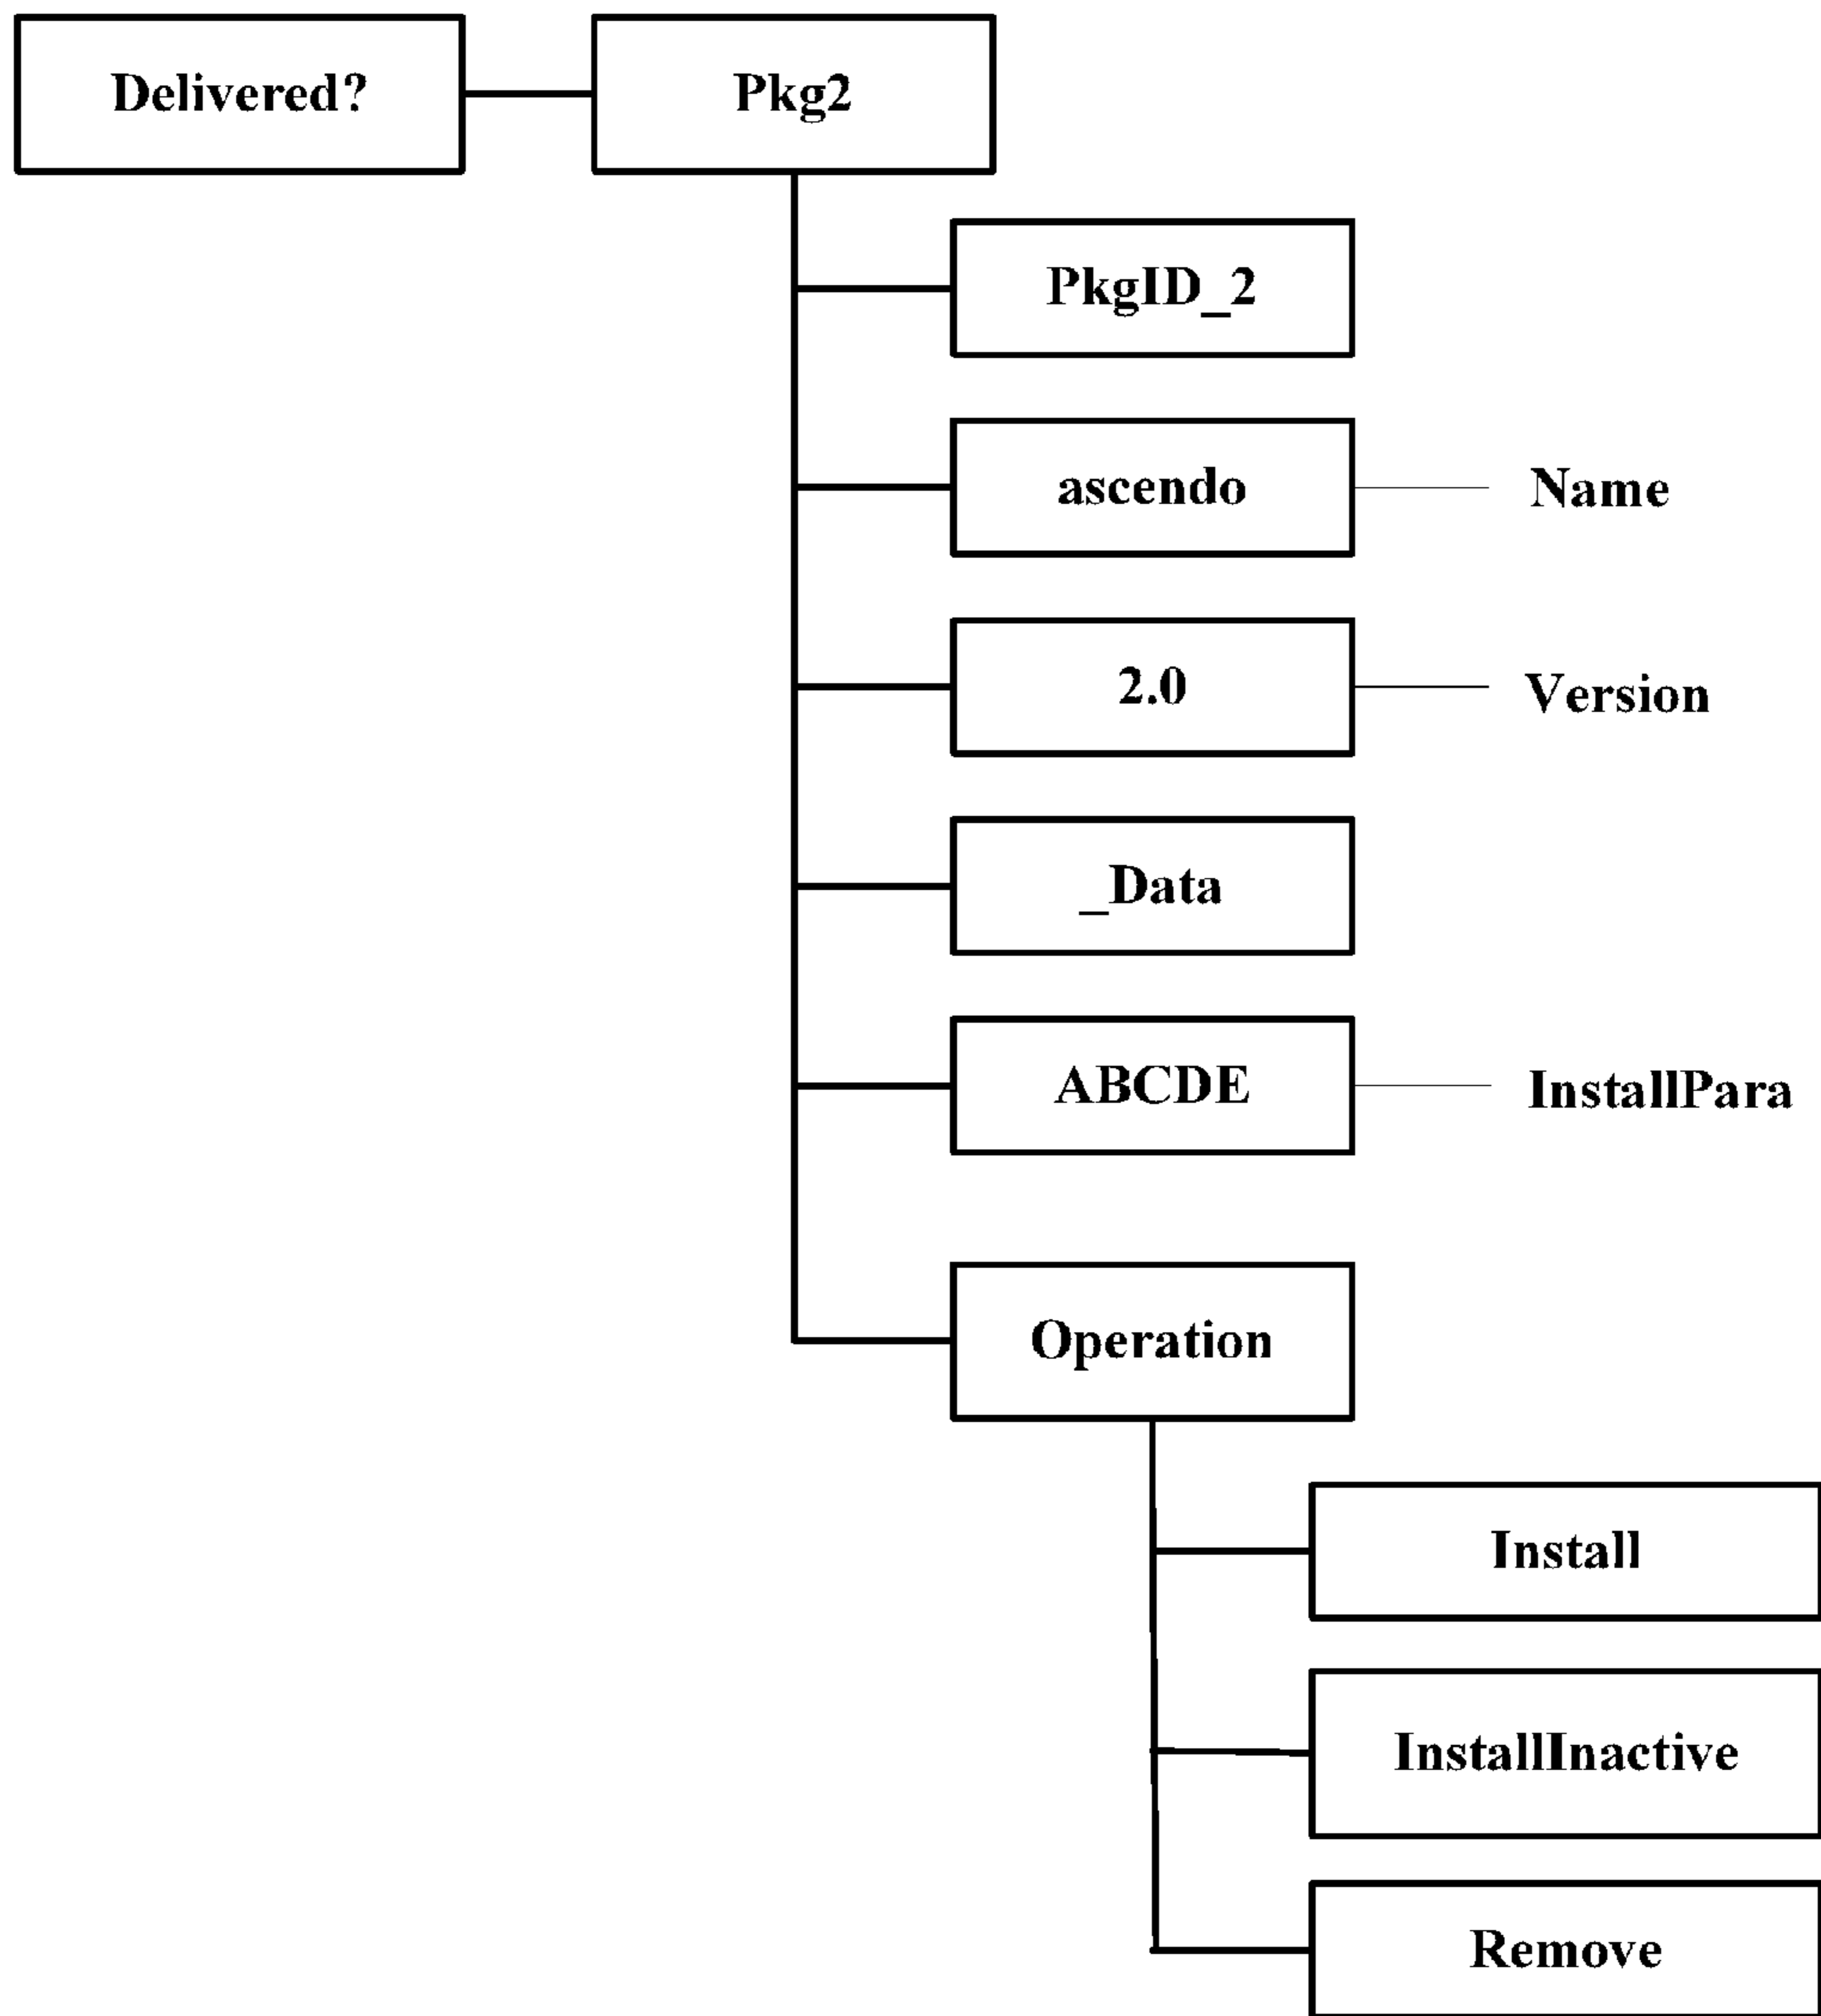 Delivered?
Pkg2
PkgID_2
ascendo
Name
2.0
Version
_Data
ABCDE
InstallPara
Operation
Install
InstallInactive
Remove